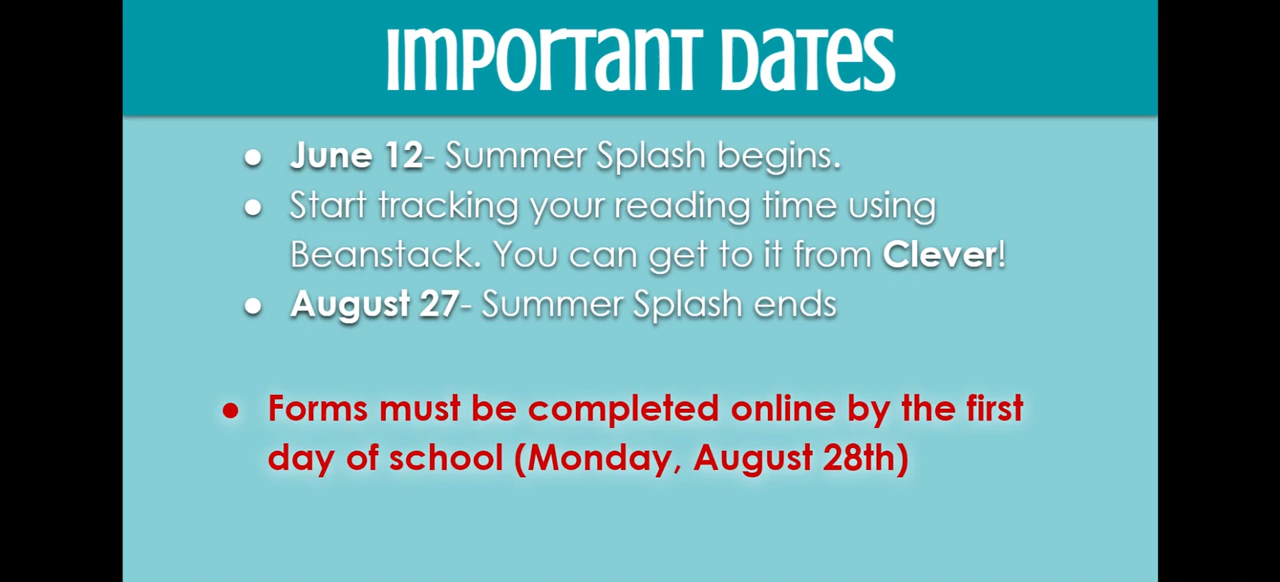 IMPORTANT DATES
● June 12- Summer Splash begins.
● Start tracking your reading time using
Beanstack. You can get to it from Clever!
● August 27- Summer Splash ends
● Forms must be completed online by the first
day of school (Monday, August 28th)